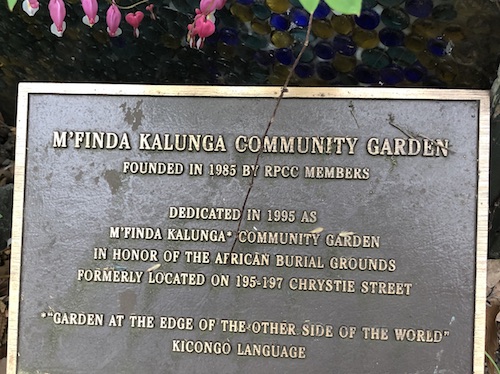 M'FINDA KALUNGA COMMUNITY GARDEN
FOUNDED IN 1985 BY RPCC MEMBERS
DEDICATED IN 1995 AS
M'FINDA KALUNGA* COMMUNITY GARDEN
IN HONOR OF THE AFRICAN BURIAL GROUNDS
FORMERLY LOCATED ON 195-197 CHRYSTIE STREET
*"GARDEN AT THE EDGE OF THE OTHER SIDE OF THE WORLD"
KICONGO LANGUAGE